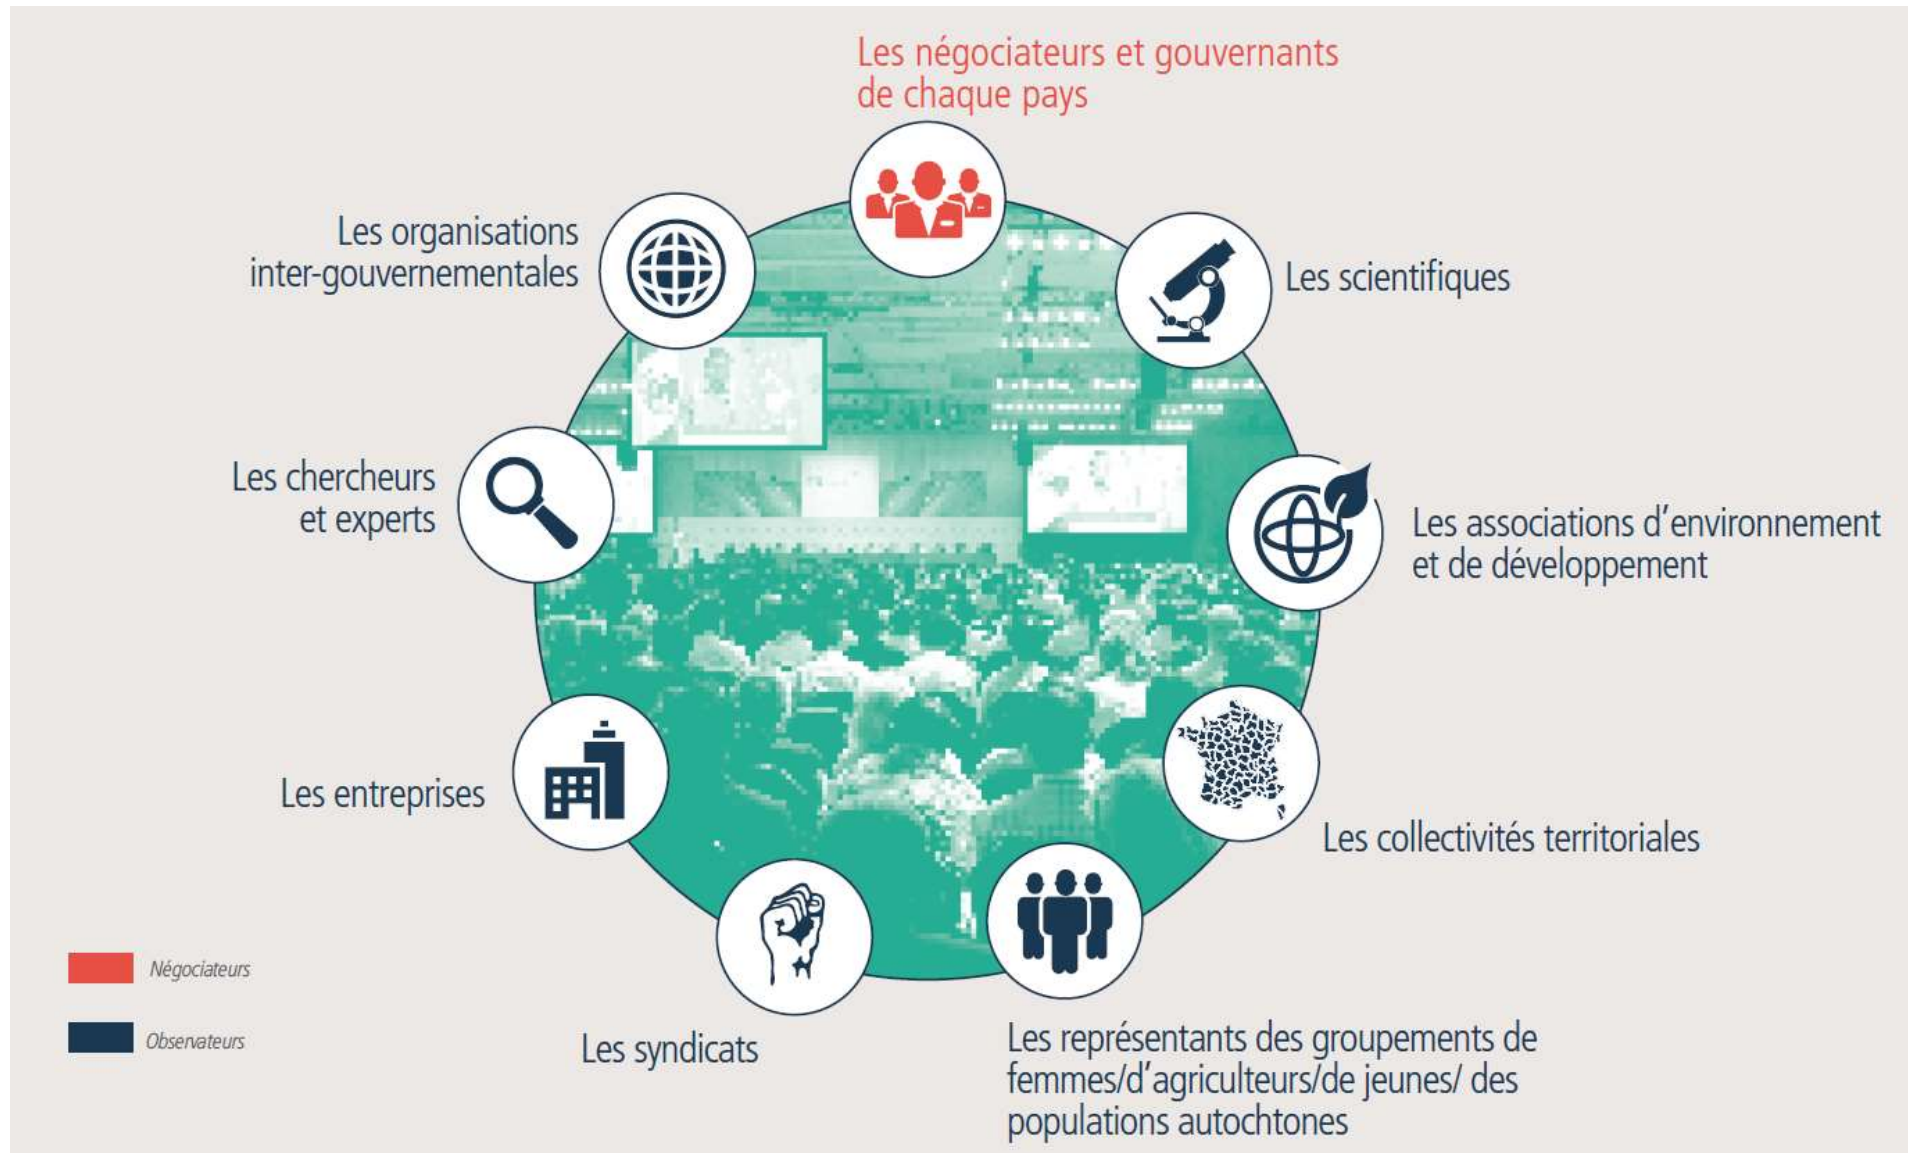 Les négociateurs et gouvernants
de chaque pays
Les organisations
inter-gouvernementales
Les scientifiques
Les chercheurs
et experts
Les associations d'environnement
et de développement
Les entreprises
Les collectivités territoriales
Les syndicats
Les représentants des groupements de
femmes/d'agriculteurs/de jeunes/ des
populations autochtones
Négociateurs
Observateurs